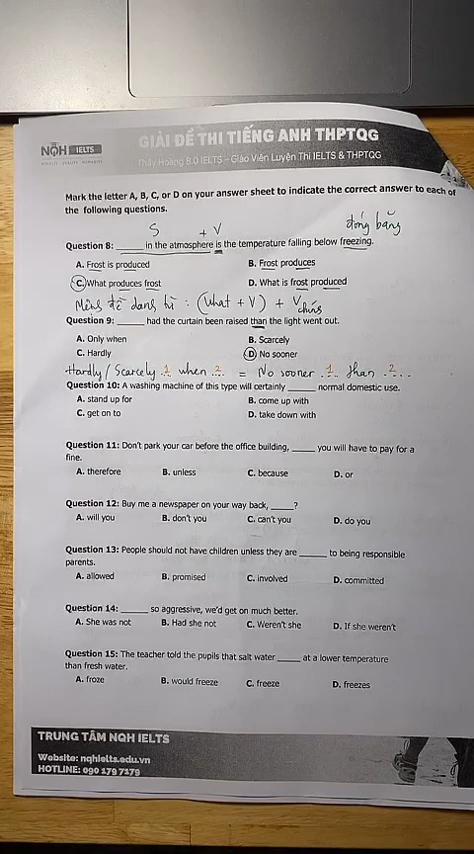 NQH IELTS
GIẢI ĐỀ THI TIẾNG ANH THPTQG
Thầy Hoàng 8.0 IELTS – Giáo Viên Luyện Thi IELTS & THPTQG
Mark the letter A, B, C, or D on your answer sheet to indicate the correct answer to each of
the following questions.
S + V đóng băng
Question 8: ______ in the atmosphere is the temperature falling below freezing.
A. Frost is produced B. Frost produces
C. What produces frost D. What is frost produced
Mệnh đề danh từ : (What + V) + V chính
Question 9: ______ had the curtain been raised than the light went out.
A. Only when B. Scarcely
C. Hardly D. No sooner
Hardly / Scarcely ..1.. when ..2.. = No sooner ..1.. than ..2...
Question 10: A washing machine of this type will certainly ______ normal domestic use.
A. stand up for B. come up with
C. get on to D. take down with
Question 11: Don't park your car before the office building, _____ you will have to pay for a
fine.
A. therefore B. unless C. because D. or
Question 12: Buy me a newspaper on your way back, _____?
A. will you B. don't you C. can't you D. do you
Question 13: People should not have children unless they are ______ to being responsible
parents.
A. allowed B. promised C. involved D. committed
Question 14: ______ so aggressive, we'd get on much better.
A. She was not B. Had she not C. Weren't she D. If she weren't
Question 15: The teacher told the pupils that salt water _____ at a lower temperature
than fresh water.
A. froze B. would freeze C. freeze D. freezes
TRUNG TÂM NQH IELTS
Website: nqhielts.edu.vn
HOTLINE: 090 179 7179